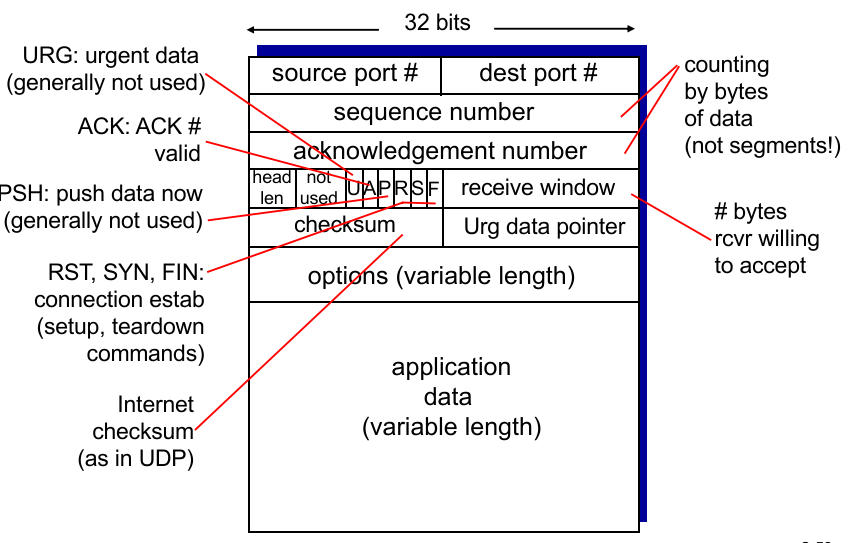 32 bits
URG: urgent data
(generally not used)
ACK: ACK #
valid
PSH: push data now
(generally not used)
RST, SYN, FIN:
connection estab
(setup, teardown
commands)
Internet
checksum
(as in UDP)
source port #
dest port #
sequence number
acknowledgement number
head
len
not
used
U A P R S F
receive window
checksum
Urg data pointer
options (variable length)
application
data
(variable length)
counting
by bytes
of data
(not segments!)
# bytes
rcvr willing
to accept